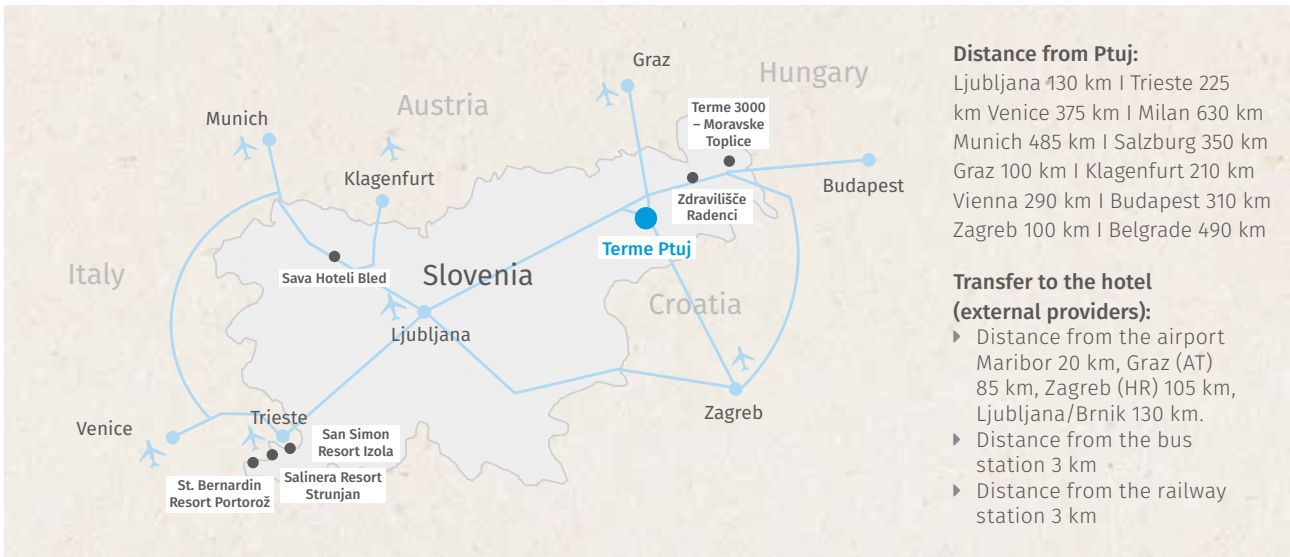 Graz
Hungary
Austria
Munich
Terme 3000
– Moravske
Toplice
Klagenfurt
Budapest
Zdravilišče
Radenci
Terme Ptuj
Italy
Sava Hoteli Bled
Slovenia
Croatia
Ljubljana
Zagreb
Venice
Trieste
San Simon
Resort Izola
St. Bernardin
Resort Portorož
Salinera Resort
Strunjan
Distance from Ptuj:
Ljubljana 130 km I Trieste 225
km Venice 375 km I Milan 630 km
Munich 485 km I Salzburg 350 km
Graz 100 km I Klagenfurt 210 km
Vienna 290 km I Budapest 310 km
Zagreb 100 km I Belgrade 490 km
Transfer to the hotel
(external providers):
Distance from the airport
Maribor 20 km, Graz (AT)
85 km, Zagreb (HR) 105 km,
Ljubljana/Brnik 130 km.
Distance from the bus
station 3 km
Distance from the railway
station 3 km